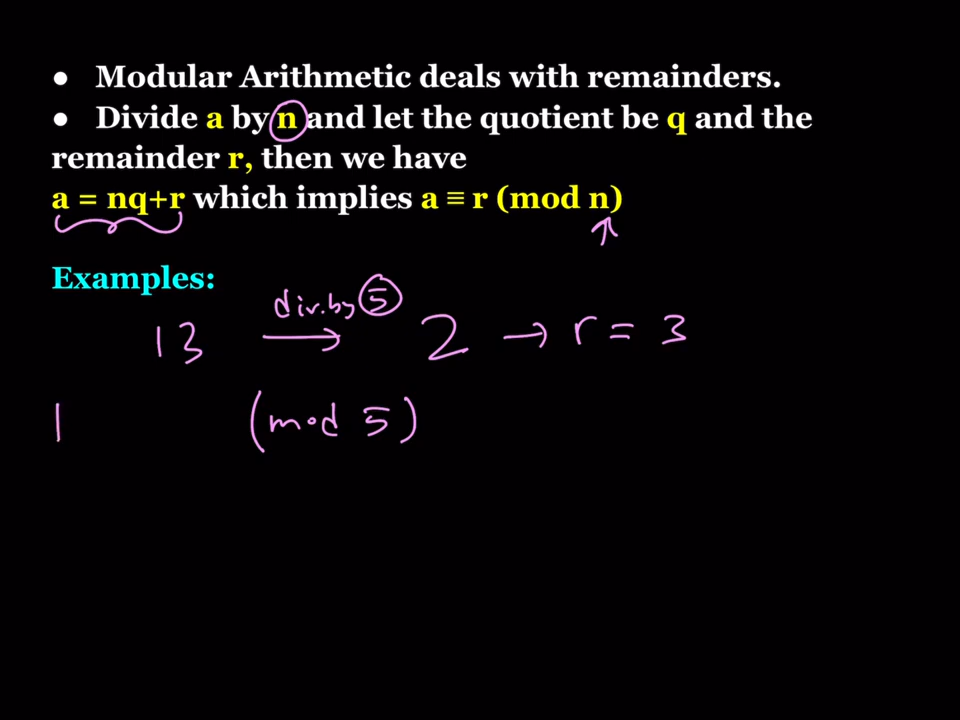 ● Modular Arithmetic deals with remainders.
● Divide a by n and let the quotient be q and the
remainder r, then we have
a = nq+r which implies a ≡ r (mod n)
Examples:
div.by 5
13 → 2 → r = 3
1 (mod 5)